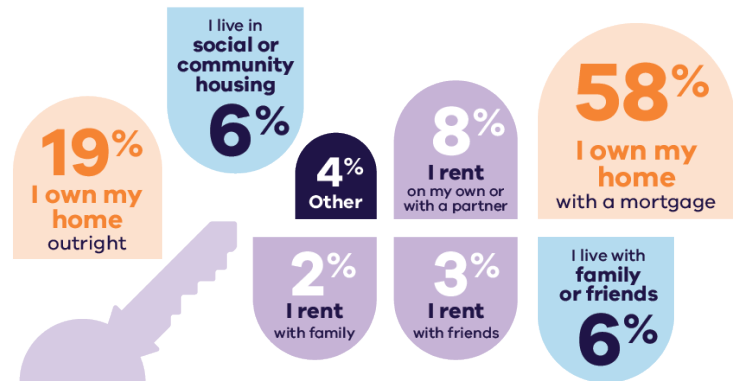 19%
I own my
home
outright
I live in
social or
community
housing
6%
4%
Other
8%
I rent
on my own or
with a partner
58%
I own my
home
with a mortgage
2%
I rent
with family
3%
I rent
with friends
I live with
family
or friends
6%